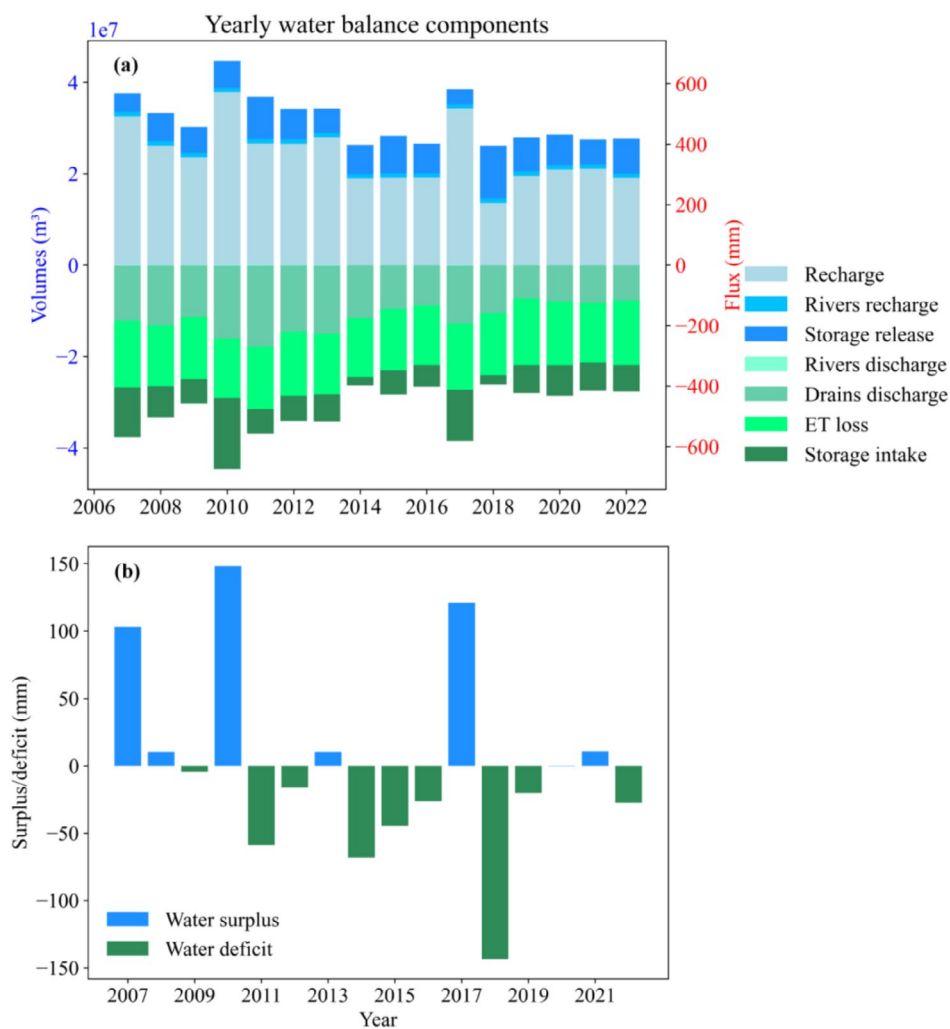 Yearly water balance components
1e7
(a)
4
2
0
−2
−4
Volumes (m³)
600
400
200
0
−200
−400
−600
Flux (mm)
2006 2008 2010 2012 2014 2016 2018 2020 2022
Recharge
Rivers recharge
Storage release
Rivers discharge
Drains discharge
ET loss
Storage intake
(b)
150
100
50
0
−50
−100
−150
Surplus/deficit (mm)
Water surplus
Water deficit
2007 2009 2011 2013 2015 2017 2019 2021
Year